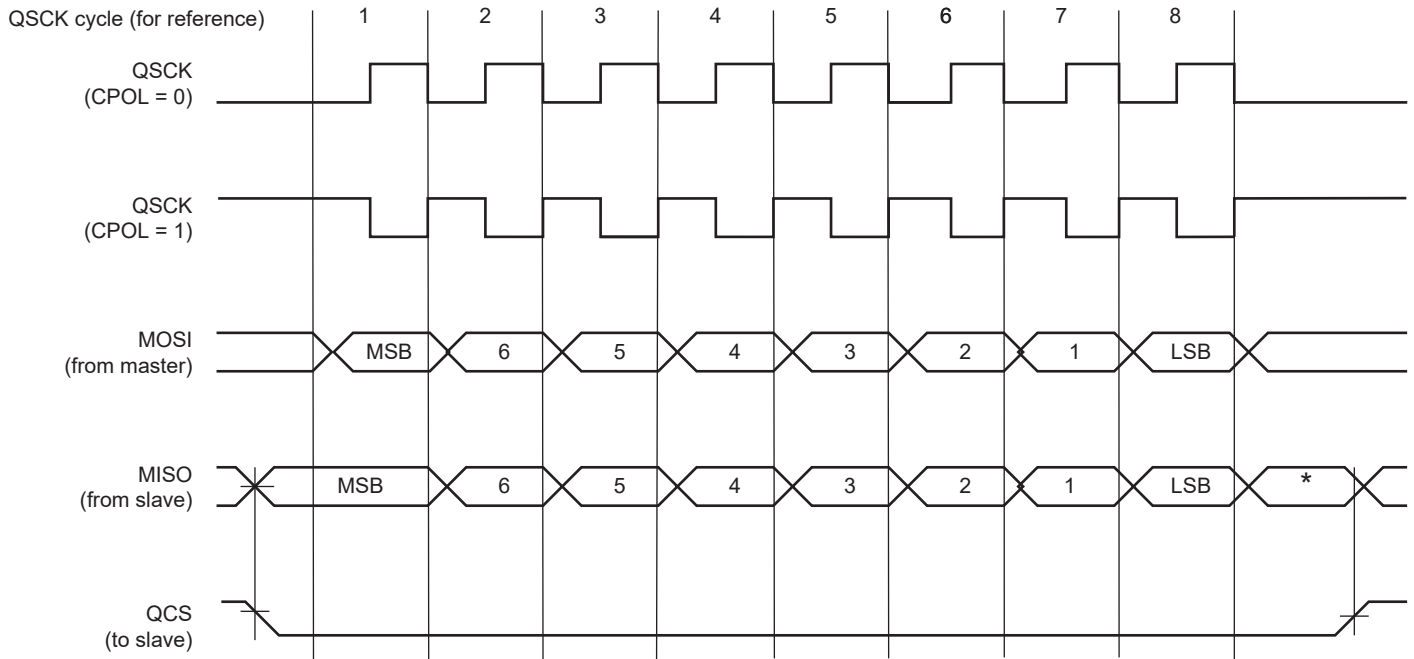 QSCK cycle (for reference) 1 2 3 4 5 6 7 8
QSCK
(CPOL = 0)
QSCK
(CPOL = 1)
MOSI
(from master)
MSB 6 5 4 3 2 1 LSB
MISO
(from slave)
MSB 6 5 4 3 2 1 LSB *
QCS
(to slave)